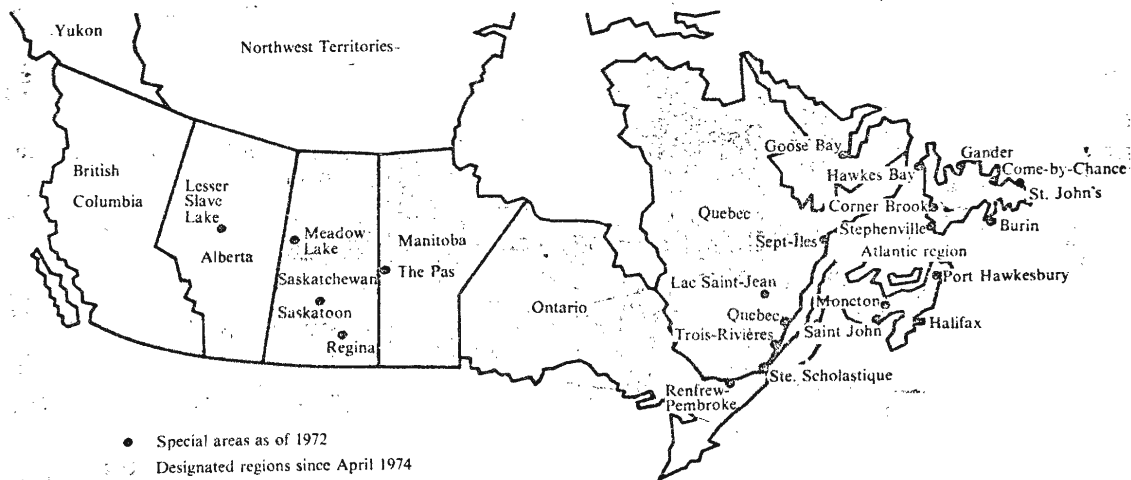 Yukon
Northwest Territories
British
Columbia
Lesser
Slave
Lake
Alberta
Meadow
Lake
Saskatchewan
Saskatoon
Regina
Manitoba
The Pas
Ontario
Renfrew-
Pembroke
Quebec
Sept-Îles
Lac Saint-Jean
Quebec
Trois-Rivières
Ste. Scholastique
Goose Bay
Hawkes Bay
Gander
Come-by-Chance
St. John's
Corner Brook
Stephenville
Burin
Atlantic region
Port Hawkesbury
Moncton
Saint John
Halifax
Special areas as of 1972
Designated regions since April 1974